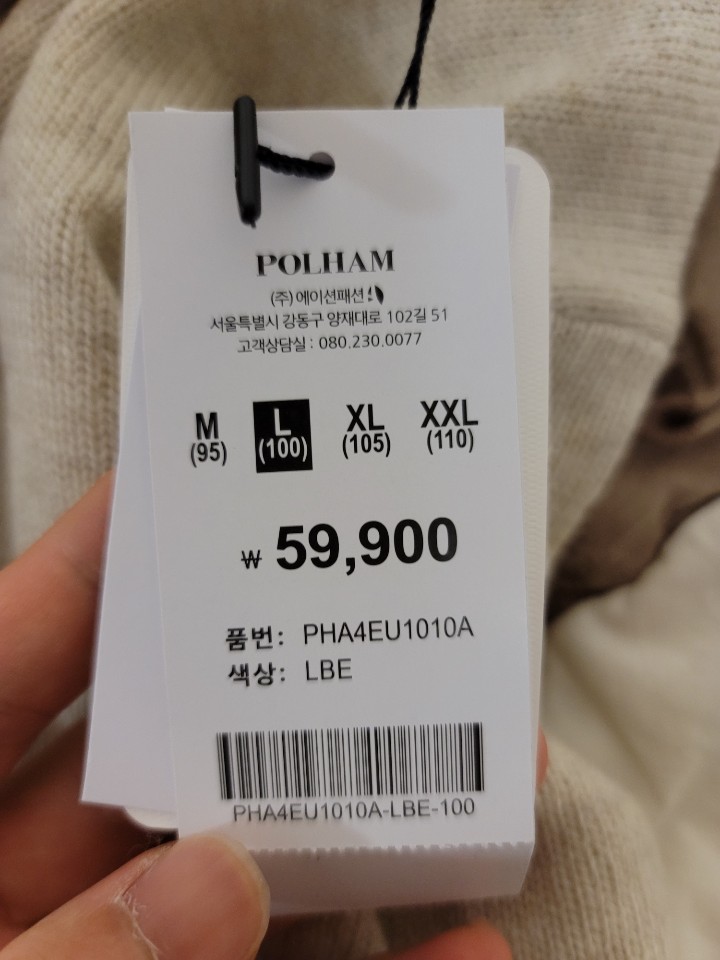 POLHAM
(주)에이션패션
서울특별시 강동구 양재대로 102길 51
고객상담실 : 080.230.0077
M L XL XXL
(95) (100) (105) (110)
₩ 59,900
품번: PHA4EU1010A
색상: LBE
PHA4EU1010A-LBE-100